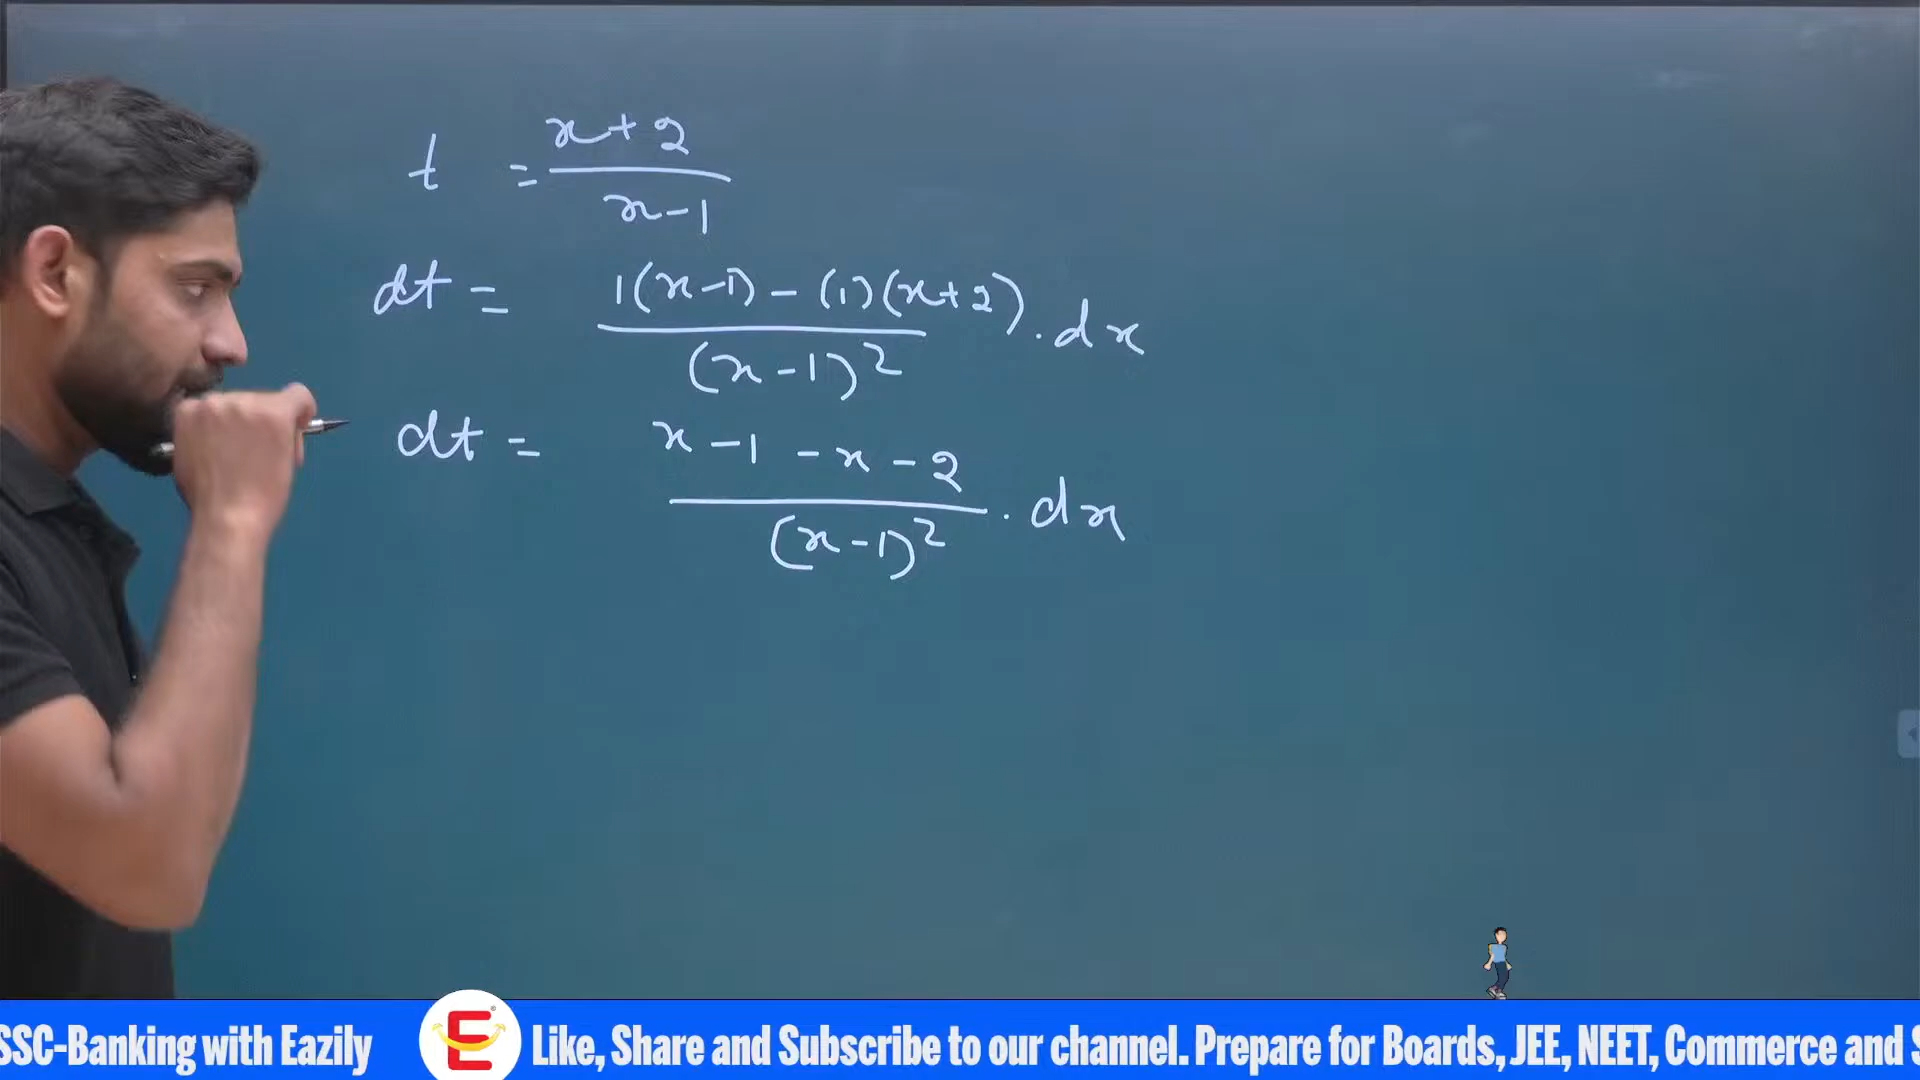 t = x+2
x-1
dt = 1(x-1) - (1)(x+2) . dx
(x-1)²
dt = x - 1 - x - 2 . dx
(x-1)²
SSC-Banking with Eazily E Like, Share and Subscribe to our channel. Prepare for Boards, JEE, NEET, Commerce and S